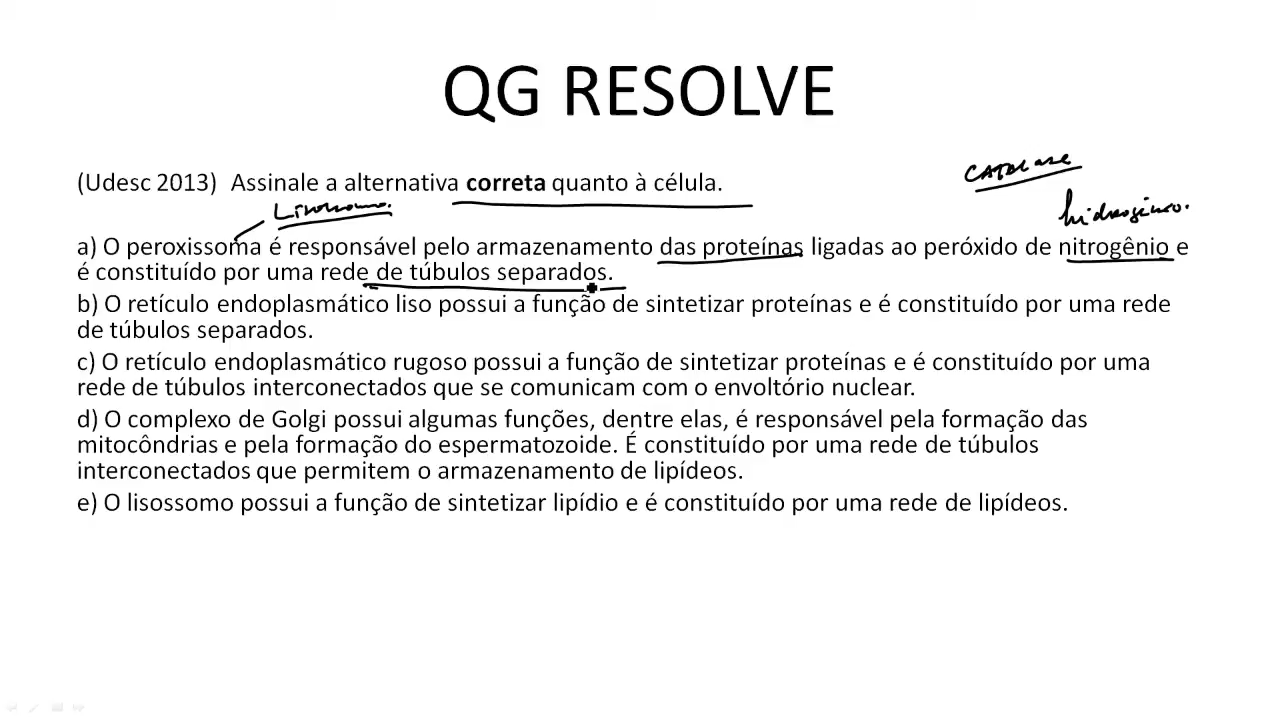 QG RESOLVE
CATALASE
(Udesc 2013) Assinale a alternativa correta quanto à célula.
Lisossomo.
hidrogênio.
a) O peroxissoma é responsável pelo armazenamento das proteínas ligadas ao peróxido de nitrogênio e
é constituído por uma rede de túbulos separados.
b) O retículo endoplasmático liso possui a função de sintetizar proteínas e é constituído por uma rede
de túbulos separados.
c) O retículo endoplasmático rugoso possui a função de sintetizar proteínas e é constituído por uma
rede de túbulos interconectados que se comunicam com o envoltório nuclear.
d) O complexo de Golgi possui algumas funções, dentre elas, é responsável pela formação das
mitocôndrias e pela formação do espermatozoide. É constituído por uma rede de túbulos
interconectados que permitem o armazenamento de lipídeos.
e) O lisossomo possui a função de sintetizar lipídio e é constituído por uma rede de lipídeos.